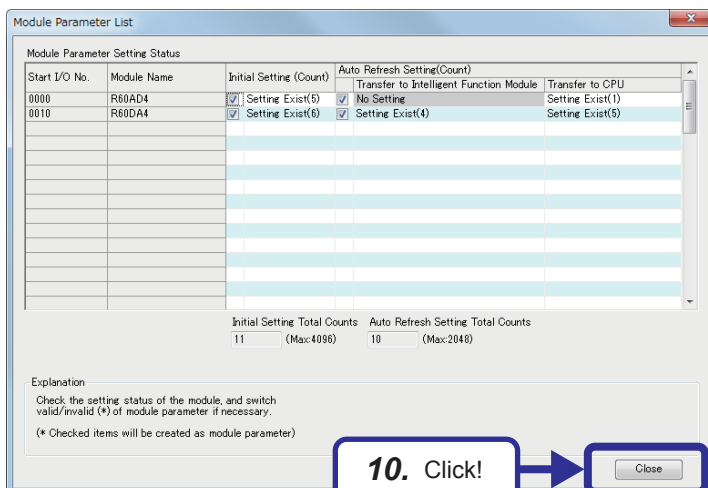 Module Parameter List
Module Parameter Setting Status
Start I/O No. Module Name Initial Setting (Count) Auto Refresh Setting(Count)
Transfer to Intelligent Function Module Transfer to CPU
0000 R60AD4 Setting Exist(5) No Setting Setting Exist(1)
0010 R60DA4 Setting Exist(6) Setting Exist(4) Setting Exist(5)
Initial Setting Total Counts Auto Refresh Setting Total Counts
11 (Max:4096) 10 (Max:2048)
Explanation
Check the setting status of the module, and switch
valid/invalid (*) of module parameter if necessary.
(* Checked items will be created as module parameter)
10. Click!
Close